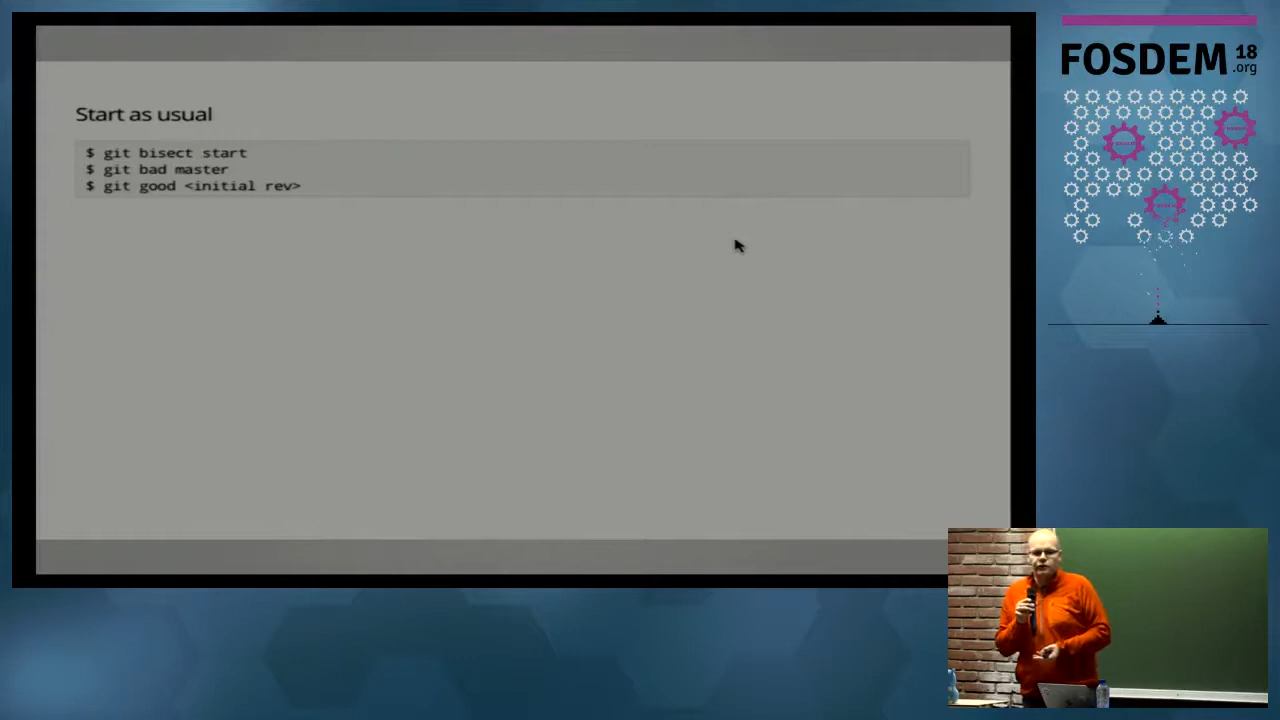 Start as usual
$ git bisect start
$ git bad master
$ git good <initial rev>
FOSDEM 18
.org